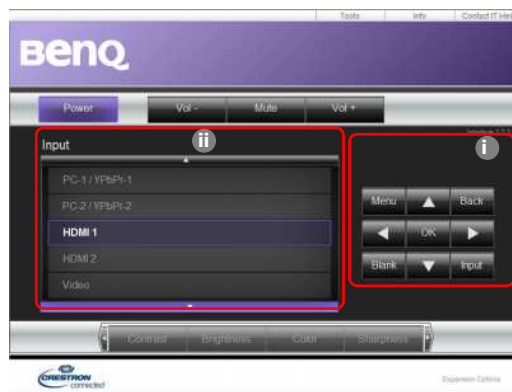 Tools Info Contact IT Hel
BenQ
Power Vol - Mute Vol +
ii
i
Input
PC-1 / YPbPr-1
PC-2 / YPbPr-2
HDMI 1
HDMI 2
Video
Menu Back
OK
Blank Input
Contrast Brightness Color Sharpness
CRESTRON
connected
Expansion Options